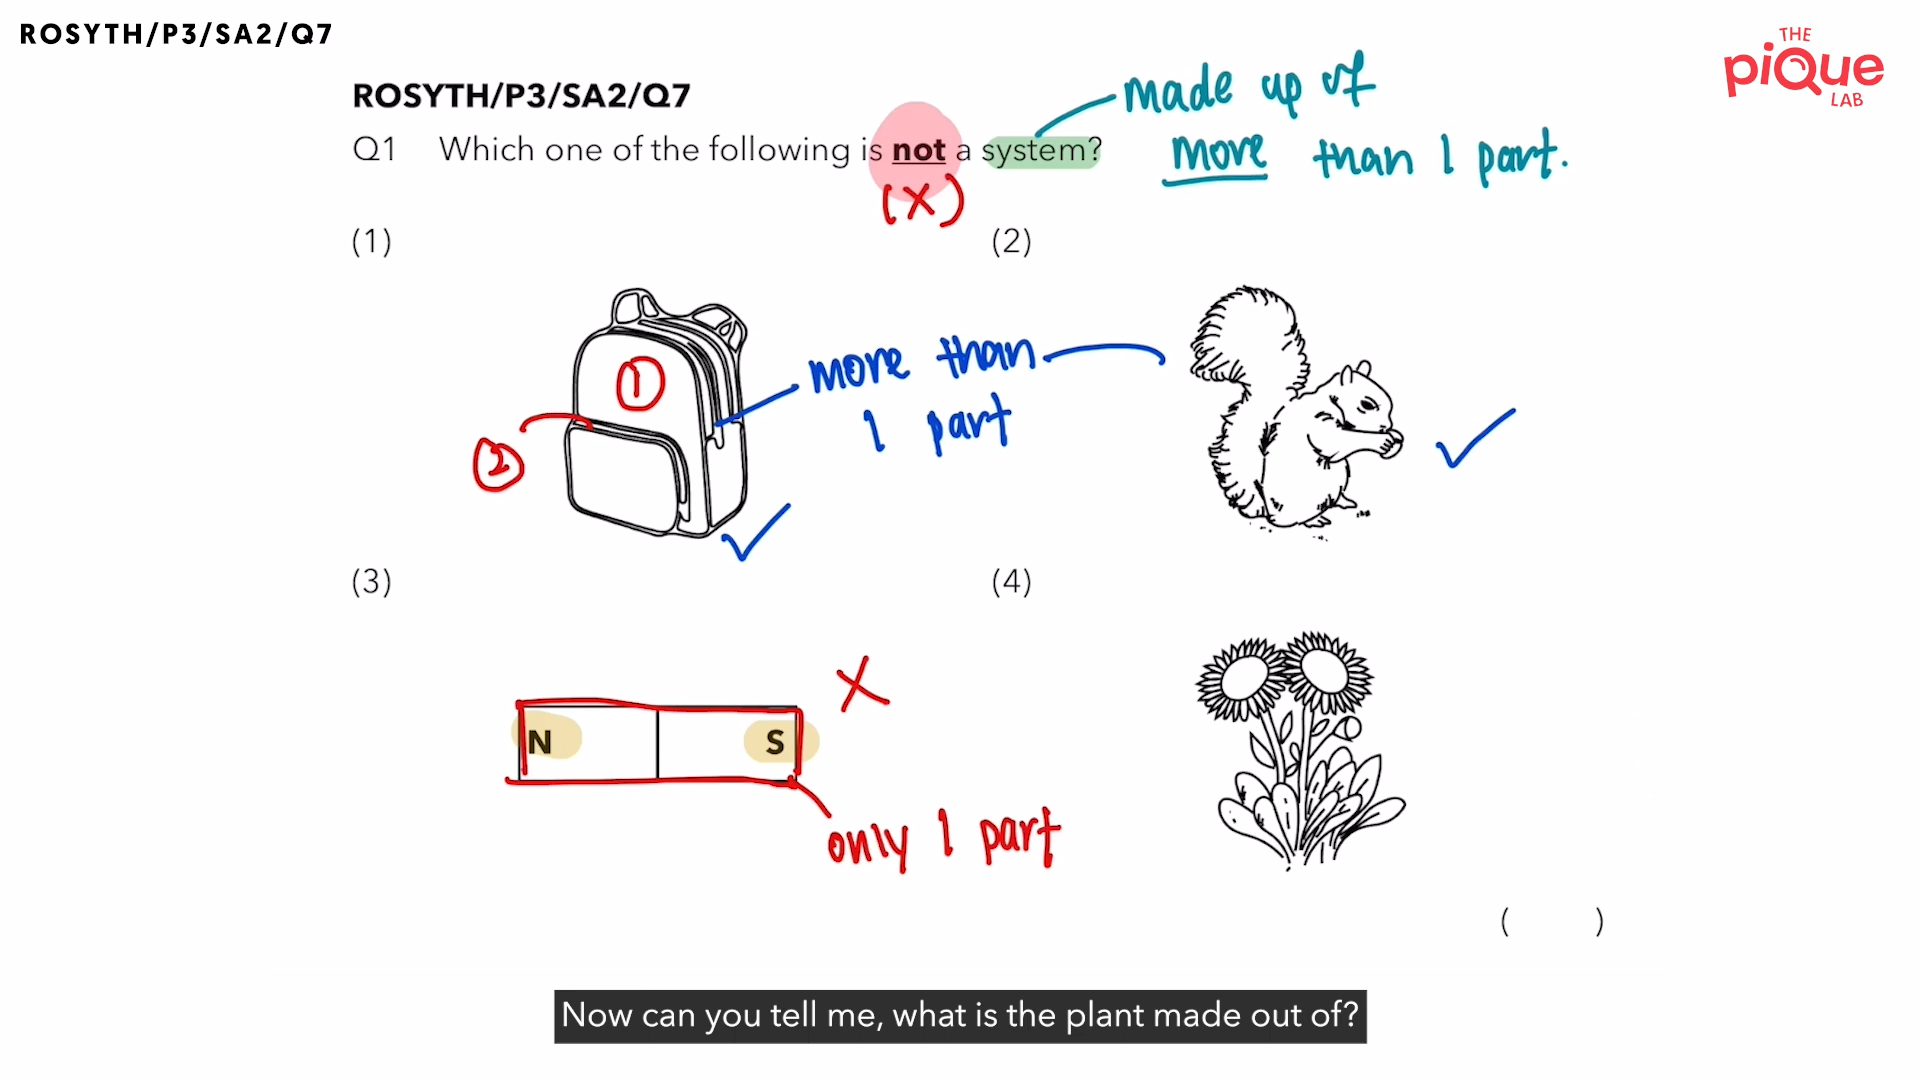 ROSYTH/P3/SA2/Q7
THE
piQue
LAB
ROSYTH/P3/SA2/Q7
made up of
more than 1 part.
Q1 Which one of the following is not a system?
(X)
(1)
(2)
1
2
more than
1 part
(3)
(4)
X
N S
only 1 part
( )
Now can you tell me, what is the plant made out of?